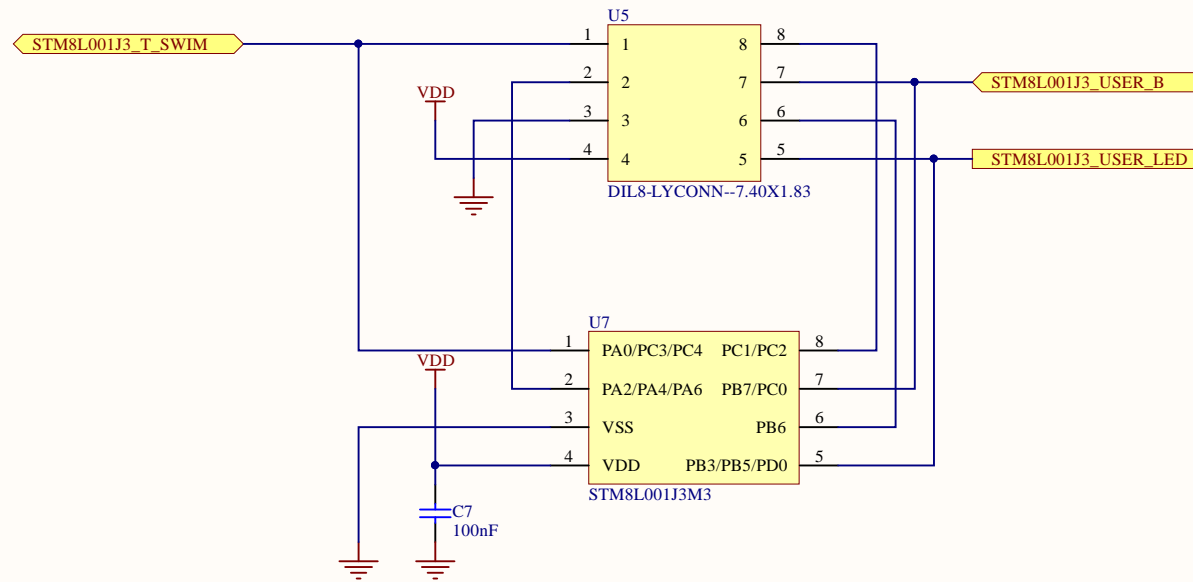 U5
STM8L001J3_T_SWIM
1 1 8 8
2 2 7 7
STM8L001J3_USER_B
VDD
3 3 6 6
4 4 5 5
STM8L001J3_USER_LED
DIL8-LYCONN--7.40X1.83
U7
1 PA0/PC3/PC4 PC1/PC2 8
VDD
2 PA2/PA4/PA6 PB7/PC0 7
3 VSS PB6 6
4 VDD PB3/PB5/PD0 5
STM8L001J3M3
C7
100nF